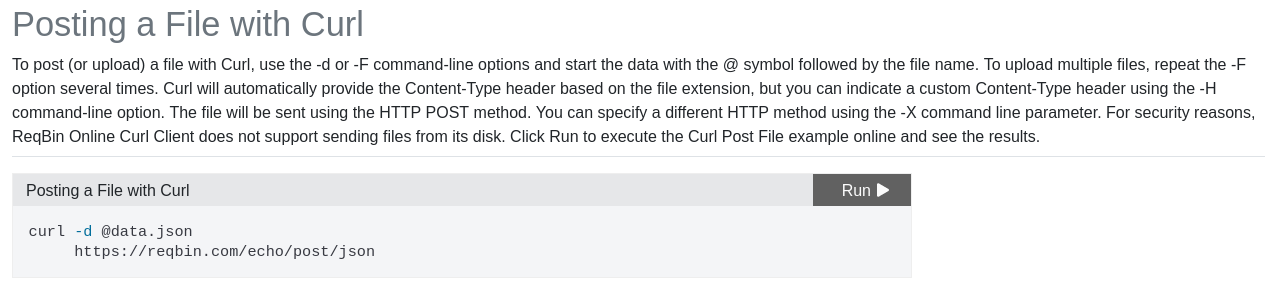 Posting a File with Curl
To post (or upload) a file with Curl, use the -d or -F command-line options and start the data with the @ symbol followed by the file name. To upload multiple files, repeat the -F
option several times. Curl will automatically provide the Content-Type header based on the file extension, but you can indicate a custom Content-Type header using the -H
command-line option. The file will be sent using the HTTP POST method. You can specify a different HTTP method using the -X command line parameter. For security reasons,
ReqBin Online Curl Client does not support sending files from its disk. Click Run to execute the Curl Post File example online and see the results.
Posting a File with Curl Run
curl -d @data.json
https://reqbin.com/echo/post/json